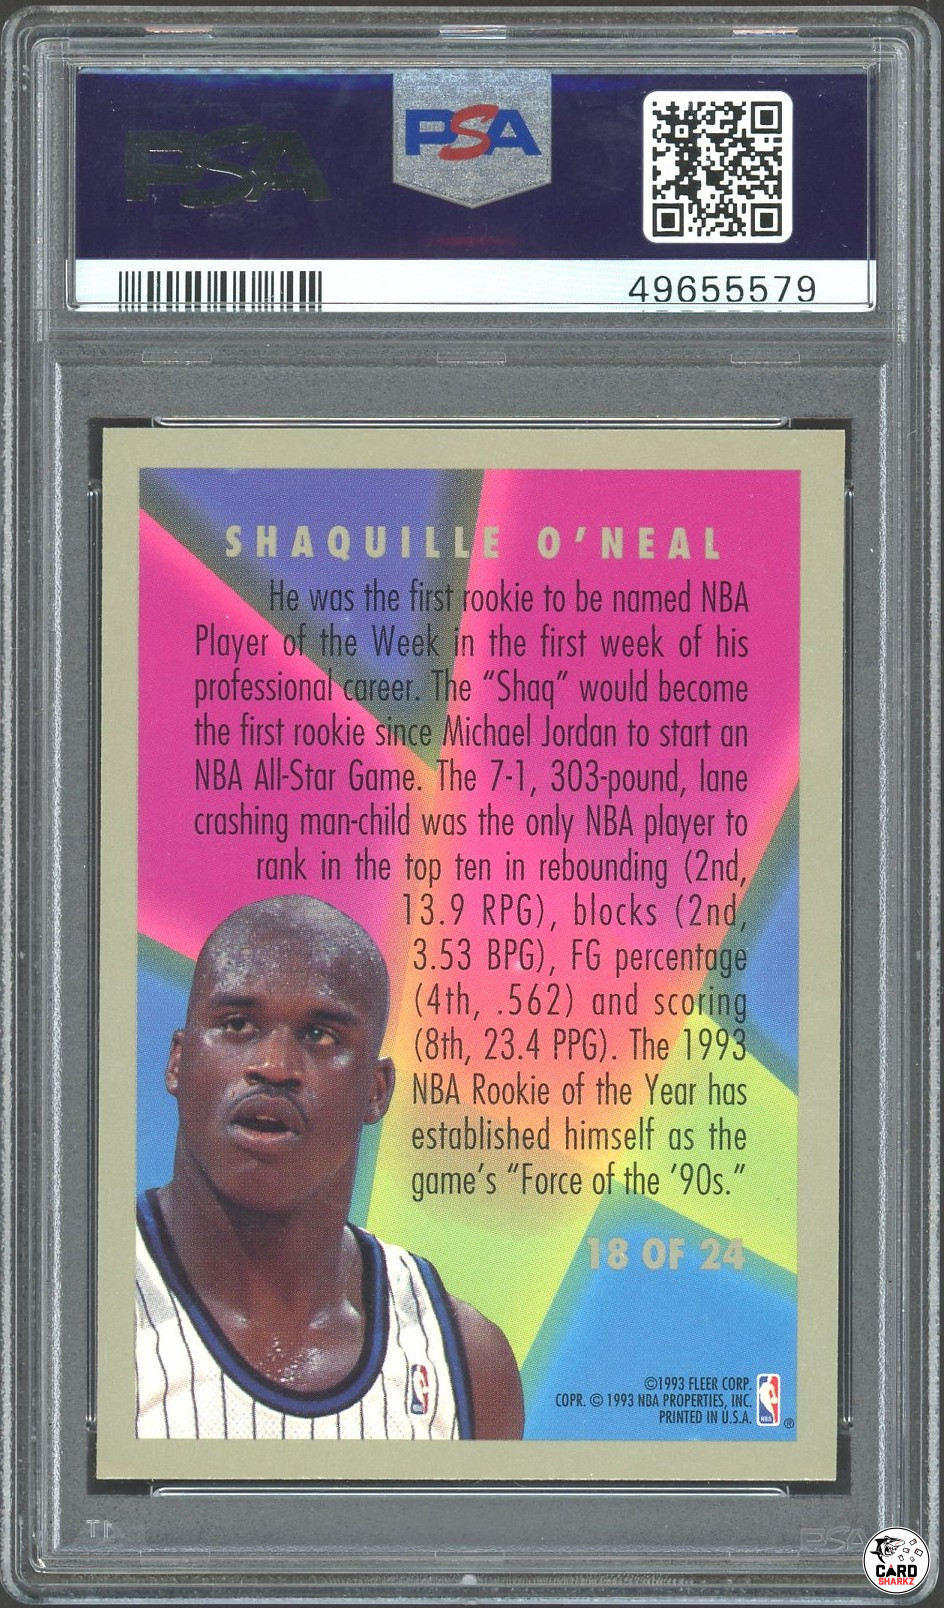 PSA
PSA
49655579
SHAQUILLE O'NEAL
He was the first rookie to be named NBA
Player of the Week in the first week of his
professional career. The "Shaq" would become
the first rookie since Michael Jordan to start an
NBA All-Star Game. The 7-1, 303-pound, lane
crashing man-child was the only NBA player to
rank in the top ten in rebounding (2nd,
13.9 RPG), blocks (2nd,
3.53 BPG), FG percentage
(4th, .562) and scoring
(8th, 23.4 PPG). The 1993
NBA Rookie of the Year has
established himself as the
game's "Force of the '90s."
18 OF 24
©1993 FLEER CORP.
COPR. © 1993 NBA PROPERTIES, INC.
PRINTED IN U.S.A.
NBA
®
PSA
CARD
SHARKZ